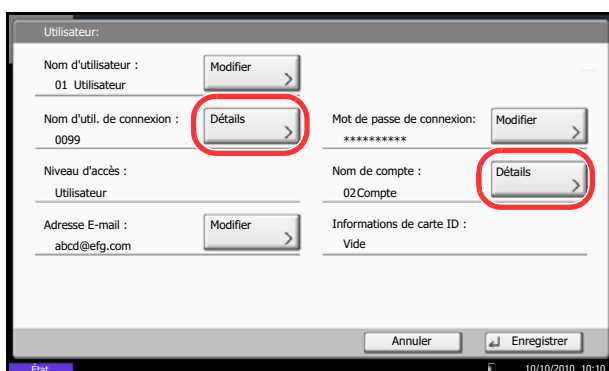 Utilisateur:
Nom d'utilisateur :
Modifier
01 Utilisateur
Nom d'util. de connexion :
Détails
0099
Mot de passe de connexion:
Modifier
**********
Niveau d'accès :
Utilisateur
Nom de compte :
Détails
02Compte
Adresse E-mail :
Modifier
abcd@efg.com
Informations de carte ID :
Vide
Annuler
Enregistrer
État
10/10/2010 10:10